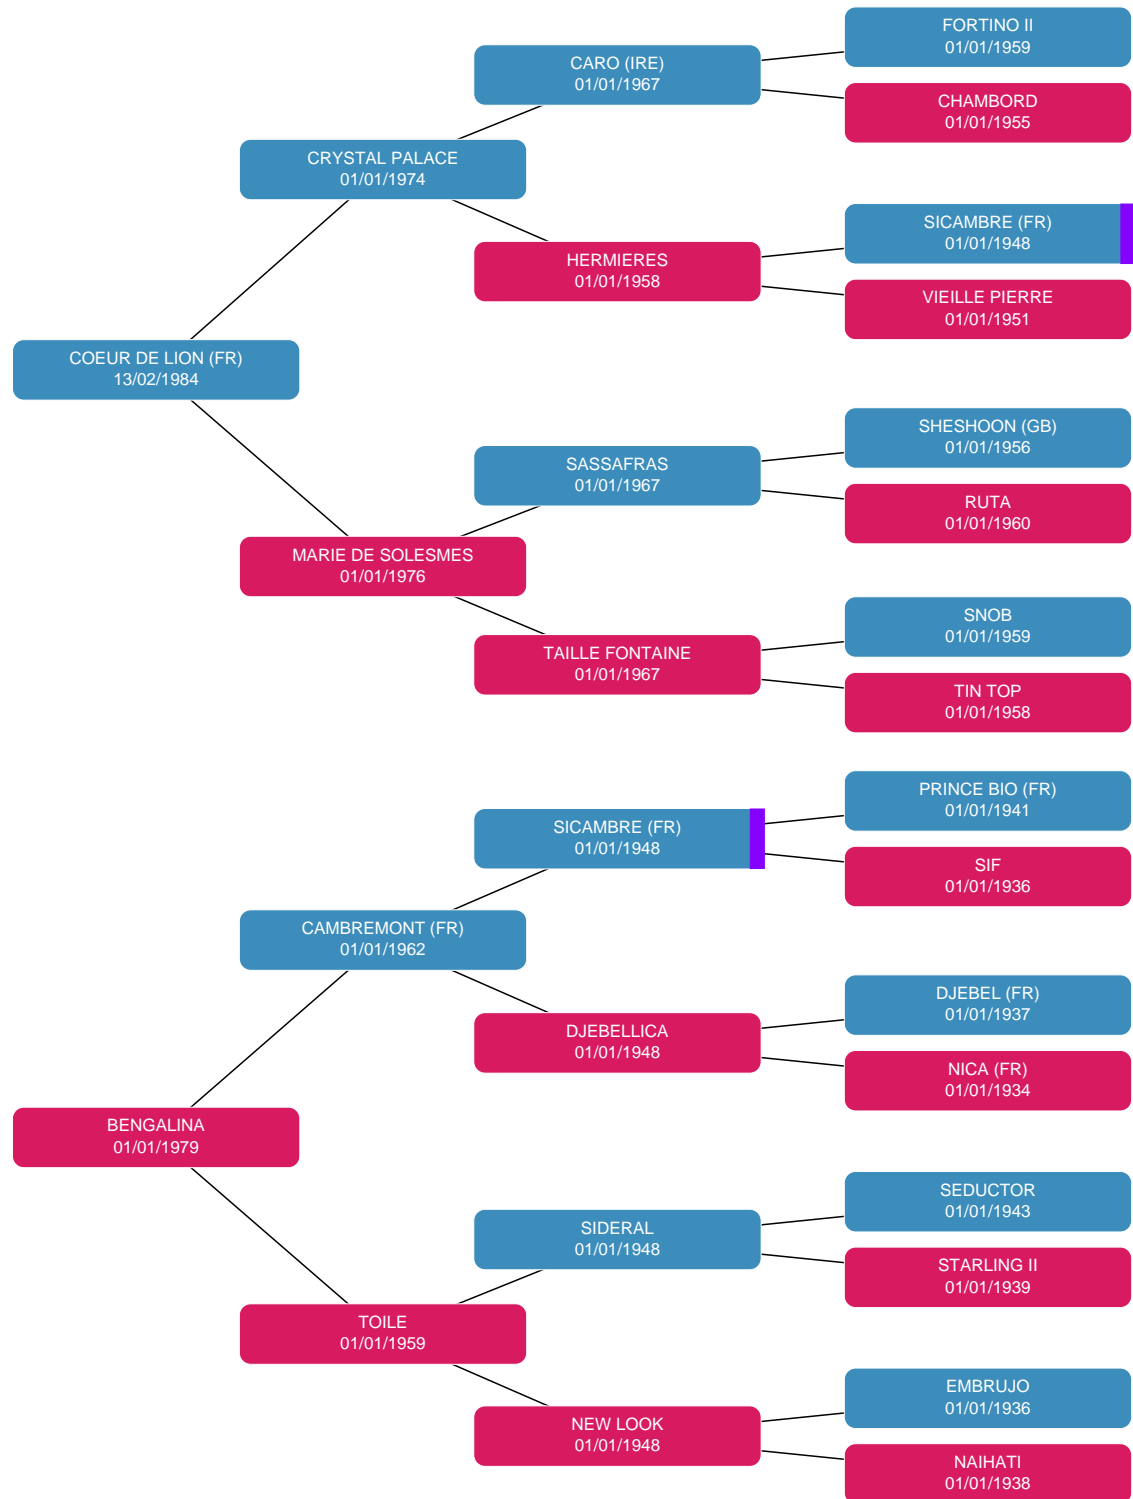 FORTINO II
01/01/1959
CARO (IRE)
01/01/1967
CHAMBORD
01/01/1955
CRYSTAL PALACE
01/01/1974
SICAMBRE (FR)
01/01/1948
HERMIERES
01/01/1958
VIEILLE PIERRE
01/01/1951
COEUR DE LION (FR)
13/02/1984
SHESHOON (GB)
01/01/1956
SASSAFRAS
01/01/1967
RUTA
01/01/1960
MARIE DE SOLESMES
01/01/1976
SNOB
01/01/1959
TAILLE FONTAINE
01/01/1967
TIN TOP
01/01/1958
PRINCE BIO (FR)
01/01/1941
SICAMBRE (FR)
01/01/1948
SIF
01/01/1936
CAMBREMONT (FR)
01/01/1962
DJEBEL (FR)
01/01/1937
DJEBELLICA
01/01/1948
NICA (FR)
01/01/1934
BENGALINA
01/01/1979
SEDUCTOR
01/01/1943
SIDERAL
01/01/1948
STARLING II
01/01/1939
TOILE
01/01/1959
EMBRUJO
01/01/1936
NEW LOOK
01/01/1948
NAIHATI
01/01/1938